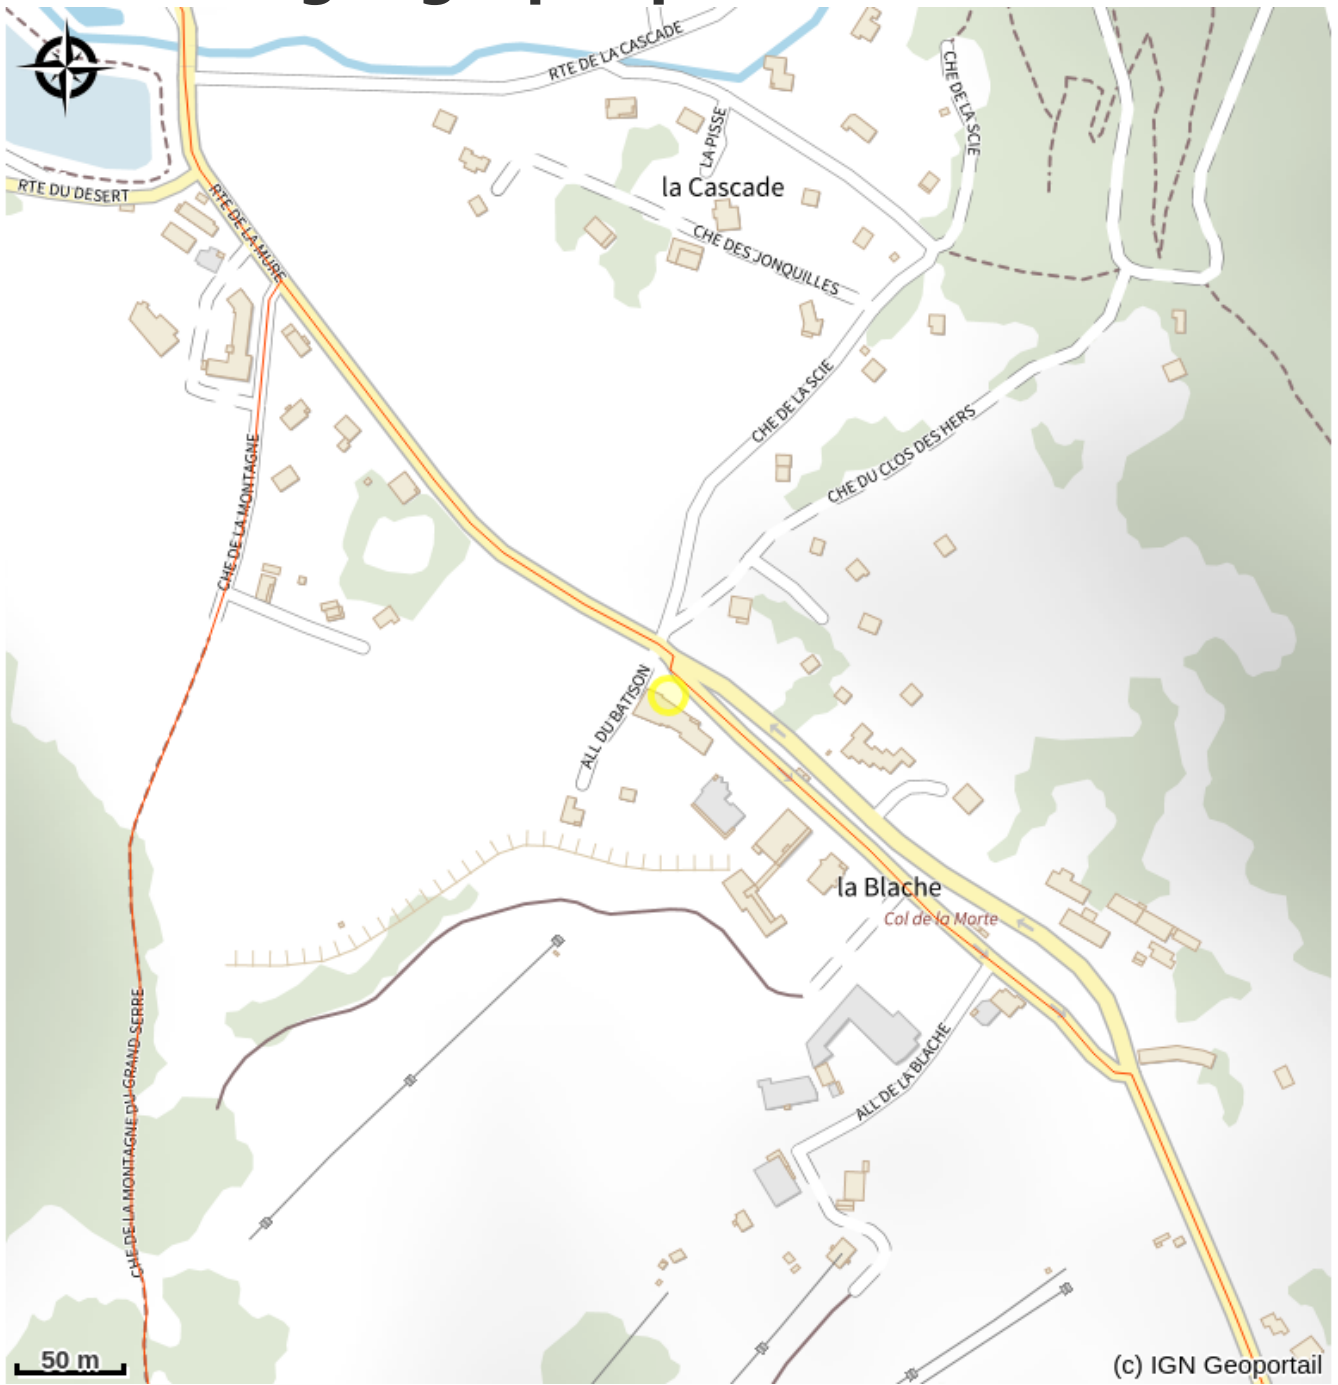 RTE DE LA CASCADE
CHE DE LA SCIE
LA PISSE
RTE DU DESERT
la Cascade
RTE DE LA MURE
CHE DES JONQUILLES
CHE DE LA SCIE
CHE DU CLOS DES HERS
CHE DE LA MONTAGNE
ALL DU BATISON
la Blache
Col de la Morte
CHE DE LA MONTAGNE DU GRAND SERRE
ALL DE LA BLACHE
50 m
(c) IGN Geoportail